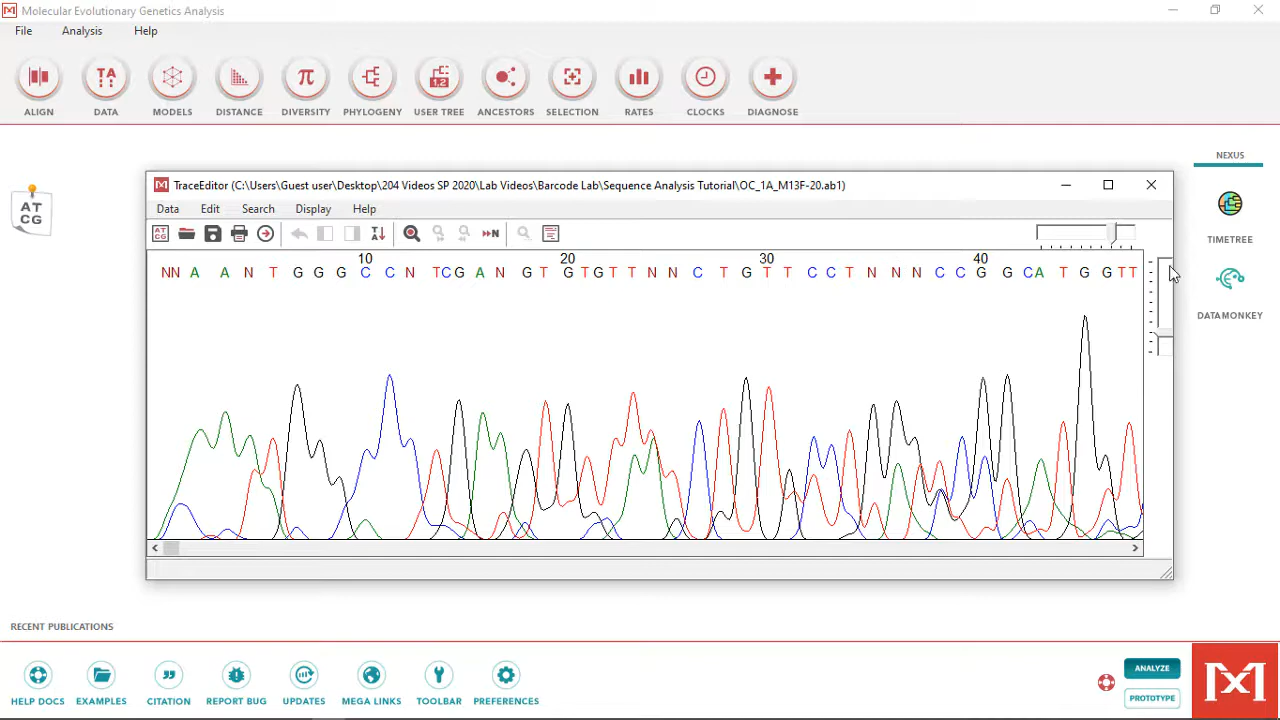 Molecular Evolutionary Genetics Analysis
File Analysis Help
ALIGN DATA MODELS DISTANCE DIVERSITY PHYLOGENY USER TREE ANCESTORS SELECTION RATES CLOCKS DIAGNOSE
NEXUS
TraceEditor (C:\Users\Guest user\Desktop\204 Videos SP 2020\Lab Videos\Barcode Lab\Sequence Analysis Tutorial\OC_1A_M13F-20.ab1)
AT
CG
Data Edit Search Display Help
TIMETREE
10 20 30 40
NN A A N T G G G C C N TCG A N G T G T G T T N N C T G T T C C T N N N C C G G C A T G G T T
DATAMONKEY
RECENT PUBLICATIONS
HELP DOCS EXAMPLES CITATION REPORT BUG UPDATES MEGA LINKS TOOLBAR PREFERENCES
ANALYZE
PROTOTYPE